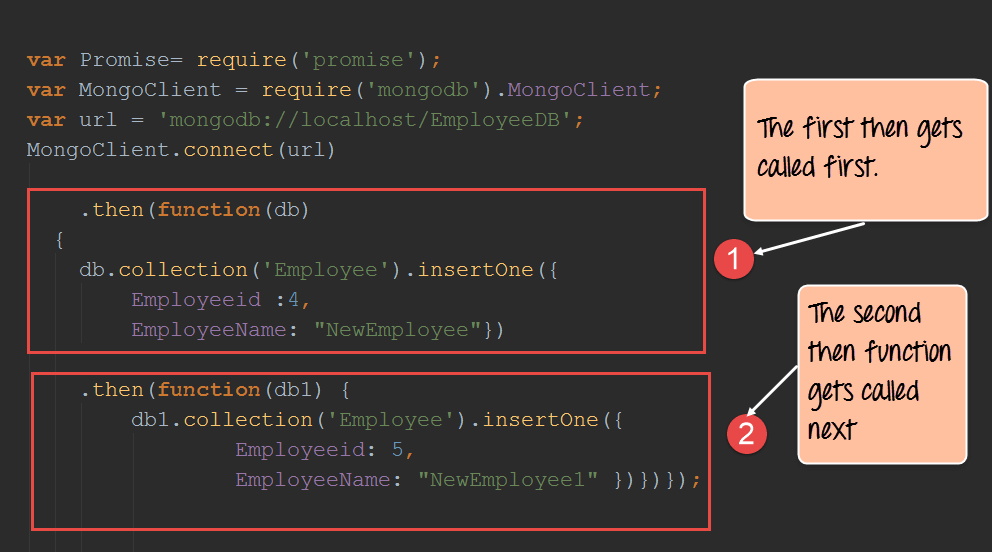 var Promise= require('promise');
var MongoClient = require('mongodb').MongoClient;
var url = 'mongodb://localhost/EmployeeDB';
MongoClient.connect(url)
.then(function(db)
{
db.collection('Employee').insertOne({
Employeeid :4,
EmployeeName: "NewEmployee"})
.then(function(db1) {
db1.collection('Employee').insertOne({
Employeeid: 5,
EmployeeName: "NewEmployee1" })})});
The first then gets
called first.
1
The second
then function
gets called
next
2